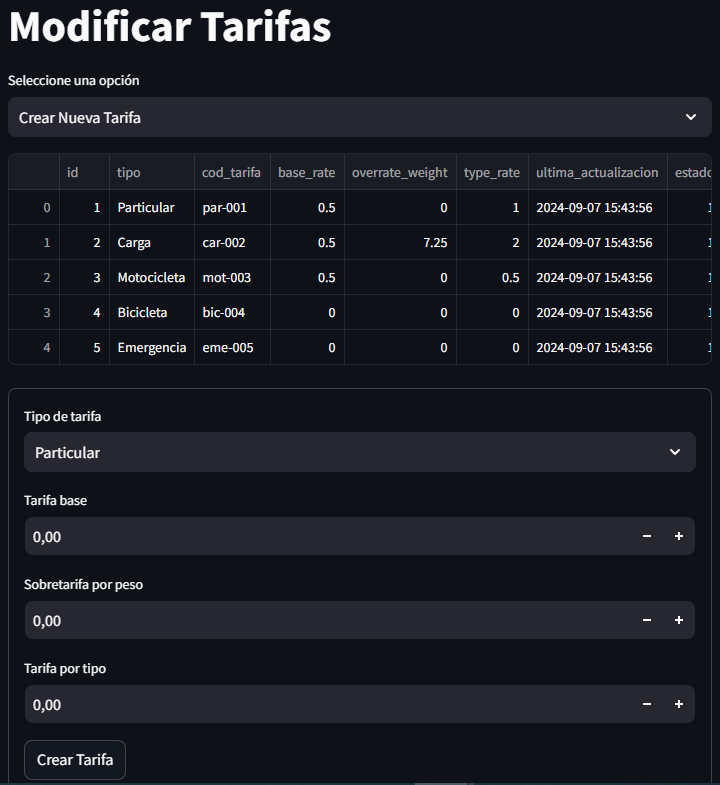 Modificar Tarifas
Seleccione una opción
Crear Nueva Tarifa
id tipo cod_tarifa base_rate overrate_weight type_rate ultima_actualizacion estado
0 1 Particular par-001 0.5 0 1 2024-09-07 15:43:56 1
1 2 Carga car-002 0.5 7.25 2 2024-09-07 15:43:56 1
2 3 Motocicleta mot-003 0.5 0 0.5 2024-09-07 15:43:56 1
3 4 Bicicleta bic-004 0 0 0 2024-09-07 15:43:56 1
4 5 Emergencia eme-005 0 0 0 2024-09-07 15:43:56 1
Tipo de tarifa
Particular
Tarifa base
0,00
Sobretarifa por peso
0,00
Tarifa por tipo
0,00
Crear Tarifa